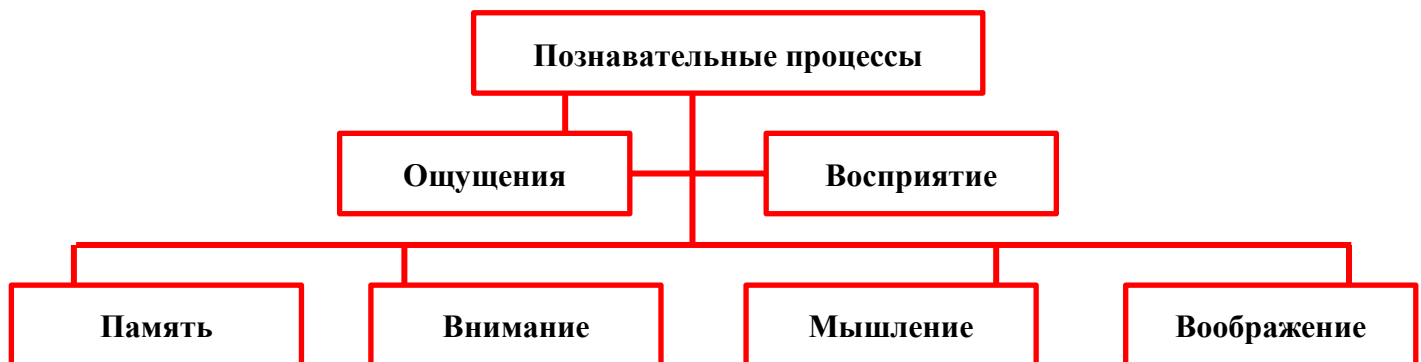 Познавательные процессы
Ощущения
Восприятие
Память
Внимание
Мышление
Воображение